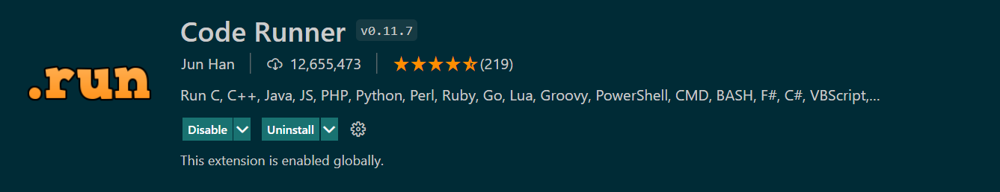 Code Runner v0.11.7
.run
Jun Han 12,655,473 (219)
Run C, C++, Java, JS, PHP, Python, Perl, Ruby, Go, Lua, Groovy, PowerShell, CMD, BASH, F#, C#, VBScript,...
Disable Uninstall
This extension is enabled globally.